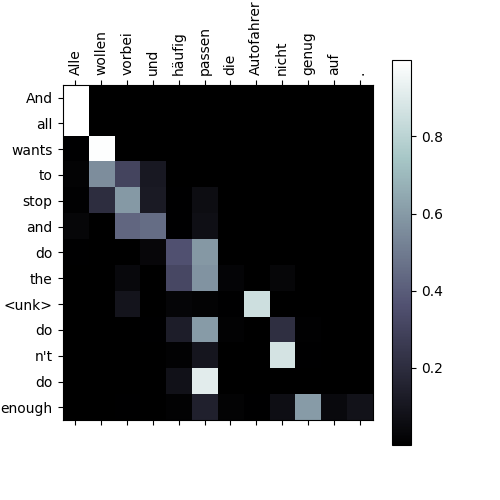 Alle wollen vorbei und häufig passen die Autofahrer nicht genug auf .
And
all
wants
to
stop
and
do
the
<unk>
do
n't
do
enough
0.8
0.6
0.4
0.2